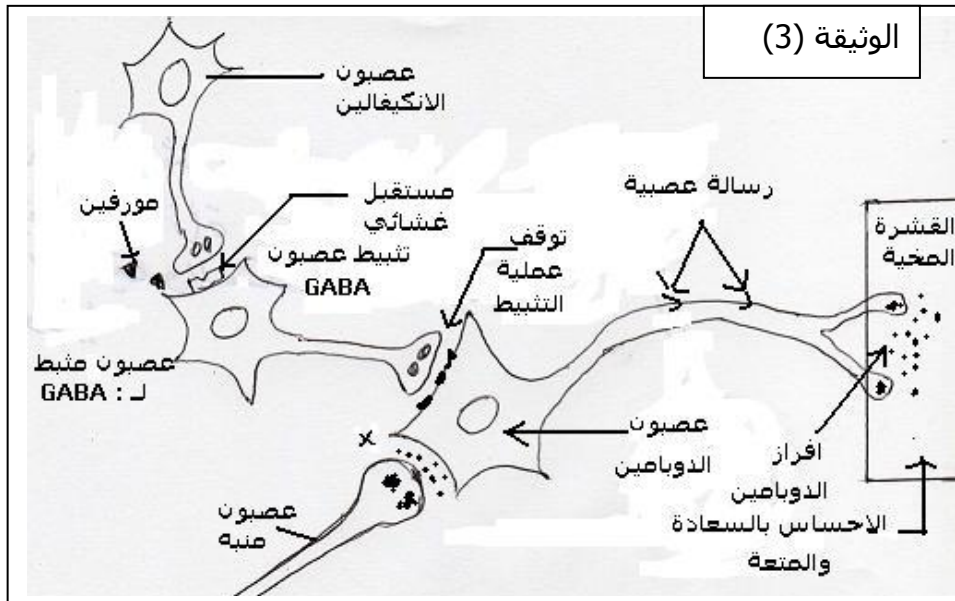 الوثيقة (3)
عصبون
الانكيفالين
مورفين
مستقبل
غشائي
تثبيط عصبون
GABA
توقف
عملية
التثبيط
رسالة عصبية
القشرة
المخية
عصبون مثبط
لـ : GABA
x
عصبون
منبه
عصبون
الدوبامين
افراز
الدوبامين
الاحساس بالسعادة
والمتعة